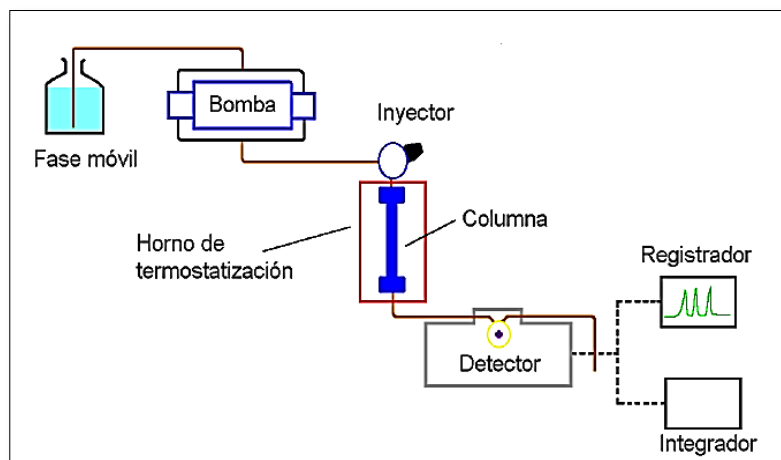 Bomba
Inyector
Fase móvil
Columna
Horno de
termostatización
Registrador
Detector
Integrador